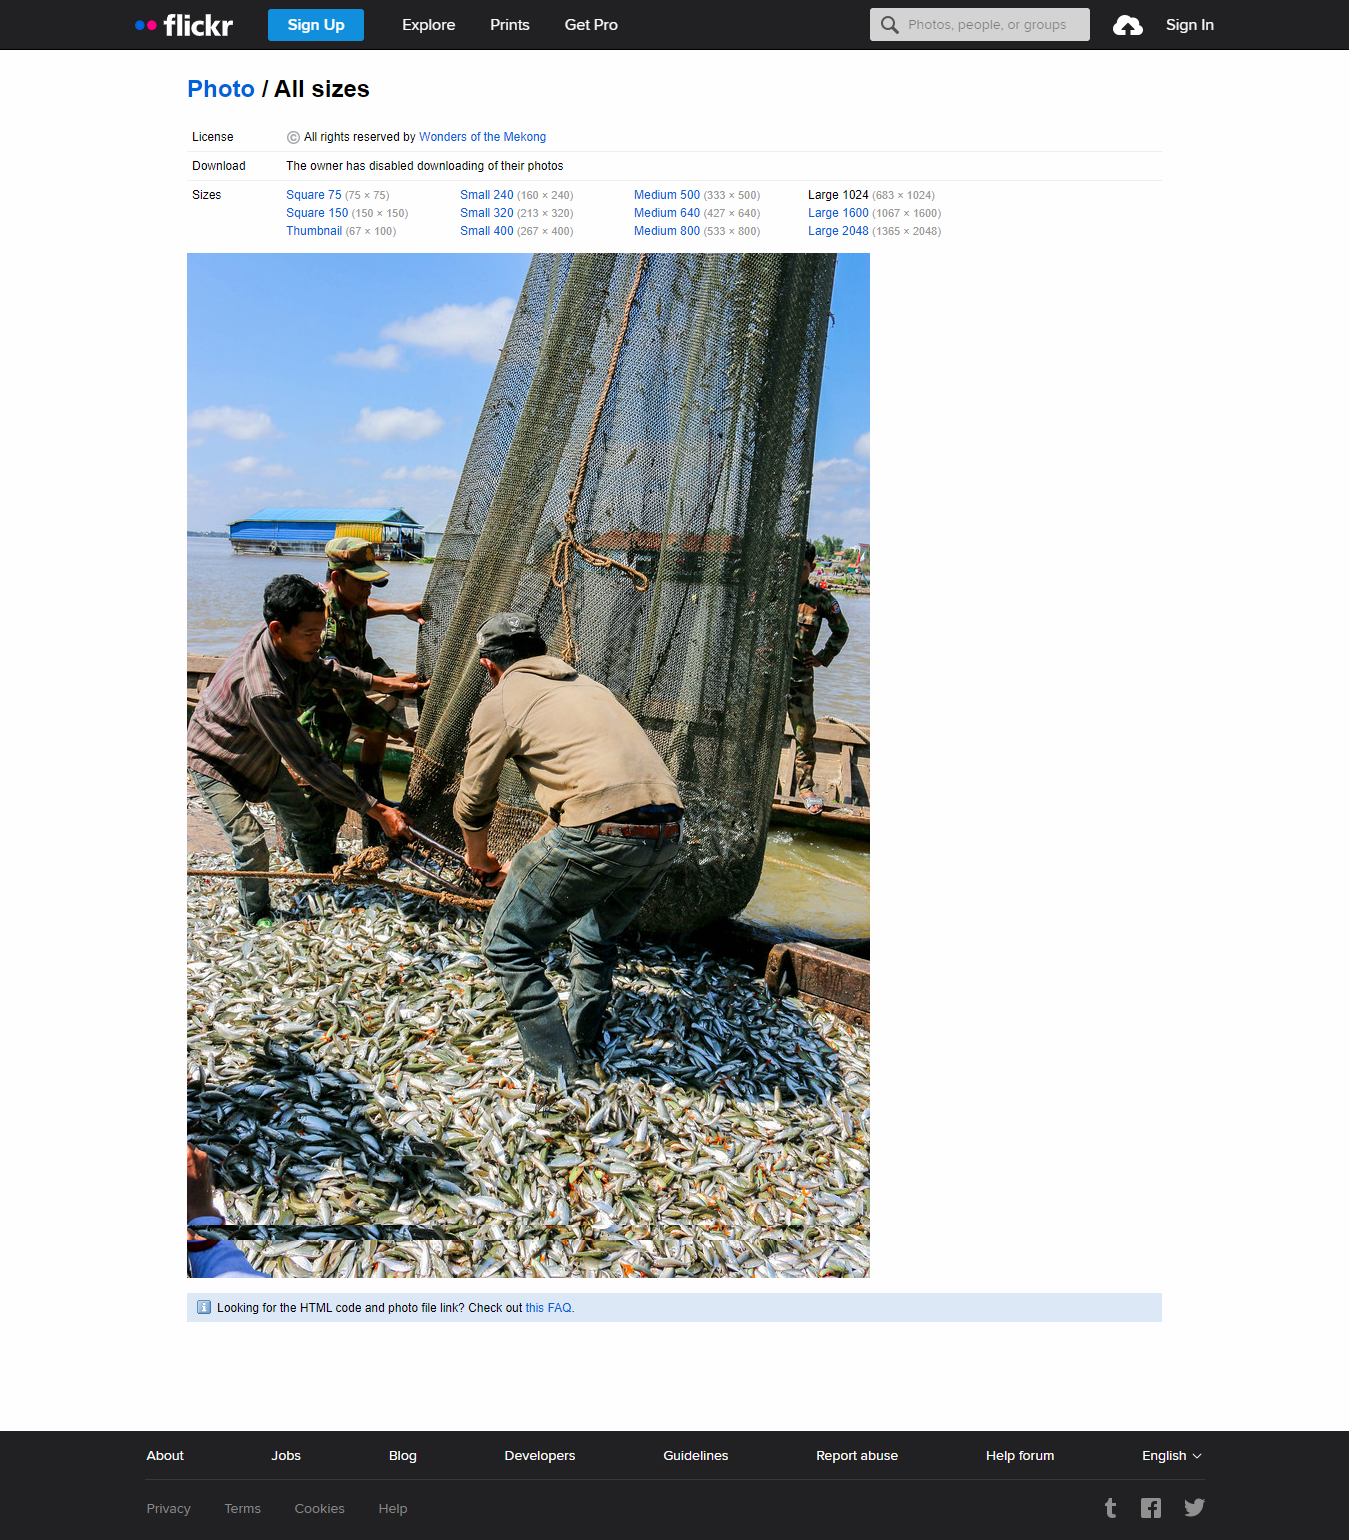 flickr Sign Up Explore Prints Get Pro Photos, people, or groups Sign In
Photo / All sizes
License © All rights reserved by Wonders of the Mekong
Download The owner has disabled downloading of their photos
Sizes Square 75 (75 × 75) Small 240 (160 × 240) Medium 500 (333 × 500) Large 1024 (683 × 1024)
Square 150 (150 × 150) Small 320 (213 × 320) Medium 640 (427 × 640) Large 1600 (1067 × 1600)
Thumbnail (67 × 100) Small 400 (267 × 400) Medium 800 (533 × 800) Large 2048 (1365 × 2048)
Looking for the HTML code and photo file link? Check out this FAQ.
About Jobs Blog Developers Guidelines Report abuse Help forum English
Privacy Terms Cookies Help